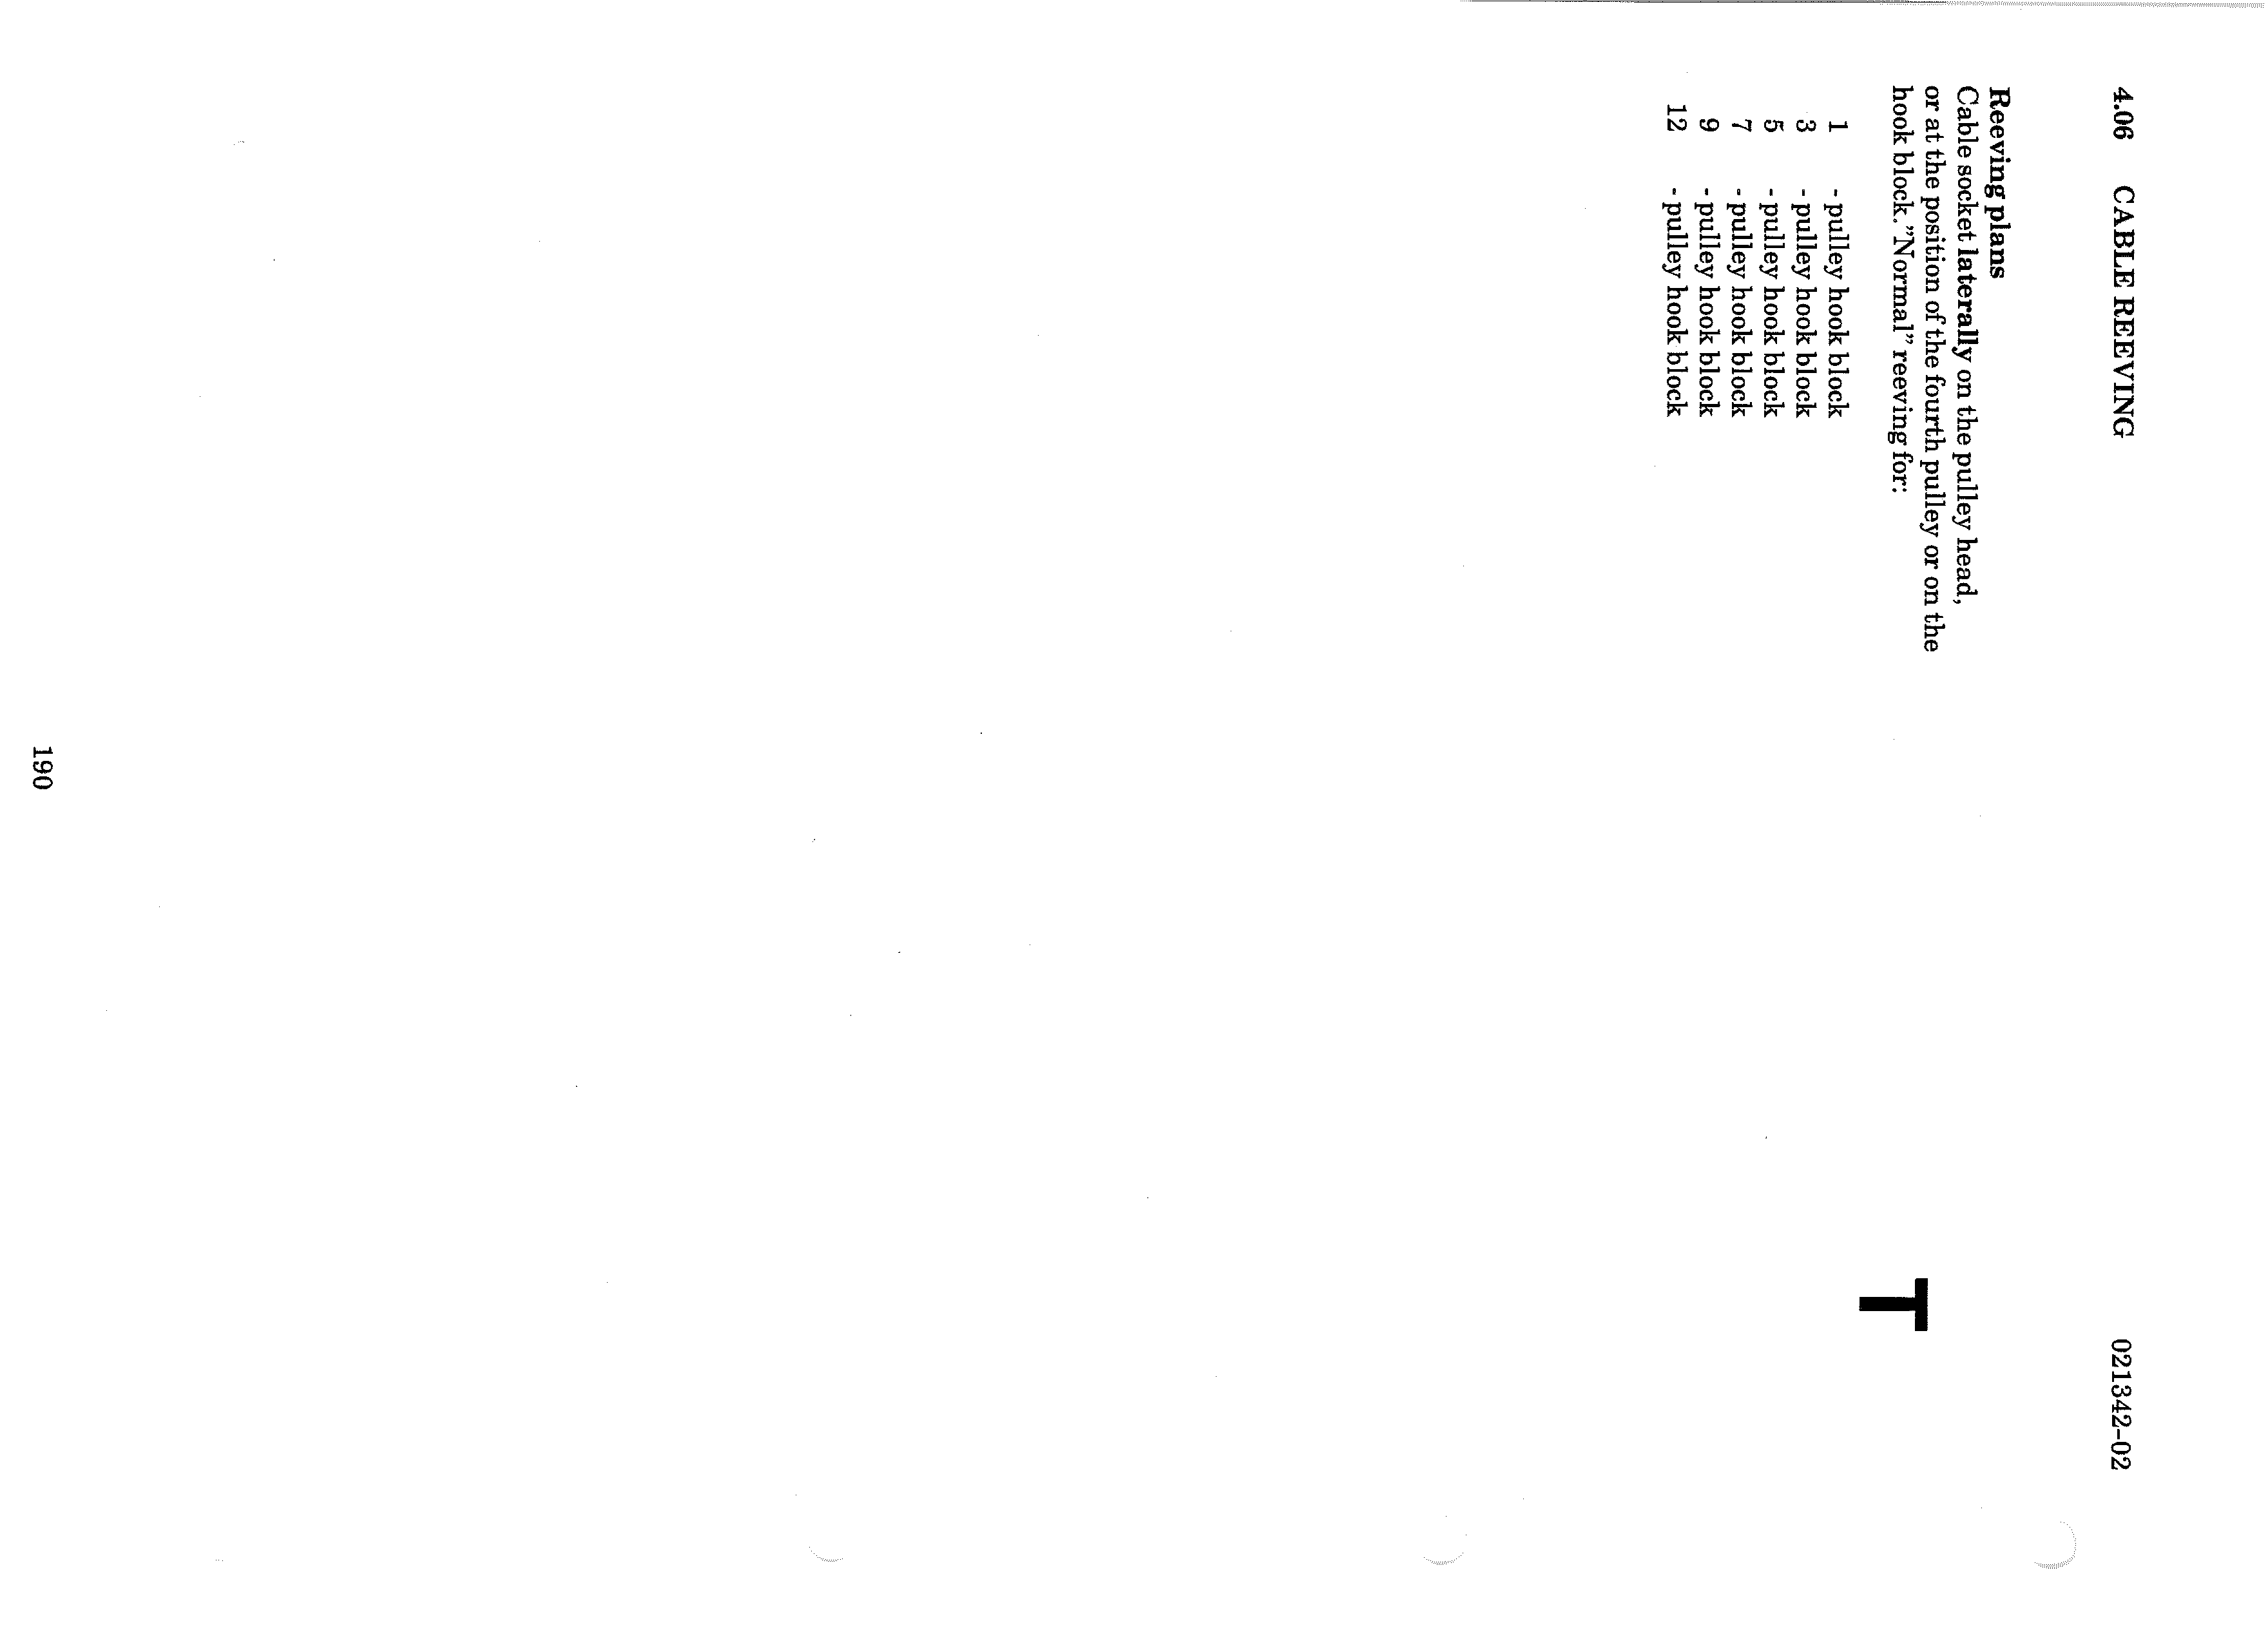 4.06 CABLE REEVING 021342-02
Reeving plans
Cable socket laterally on the pulley head,
or at the position of the fourth pulley or on the
hook block. ”Normal” reeving for:
T
1 - pulley hook block
3 - pulley hook block
5 - pulley hook block
7 - pulley hook block
9 - pulley hook block
12 - pulley hook block
190